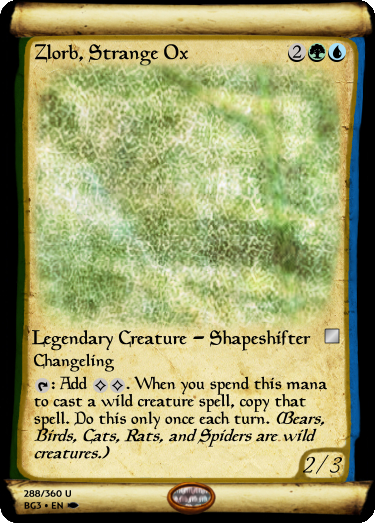 Zlorb, Strange Ox 2
Legendary Creature – Shapeshifter
Changeling
: Add . When you spend this mana
to cast a wild creature spell, copy that
spell. Do this only once each turn. (Bears,
Birds, Cats, Rats, and Spiders are wild
creatures.)
2/3
288/360 U
BG3 • EN